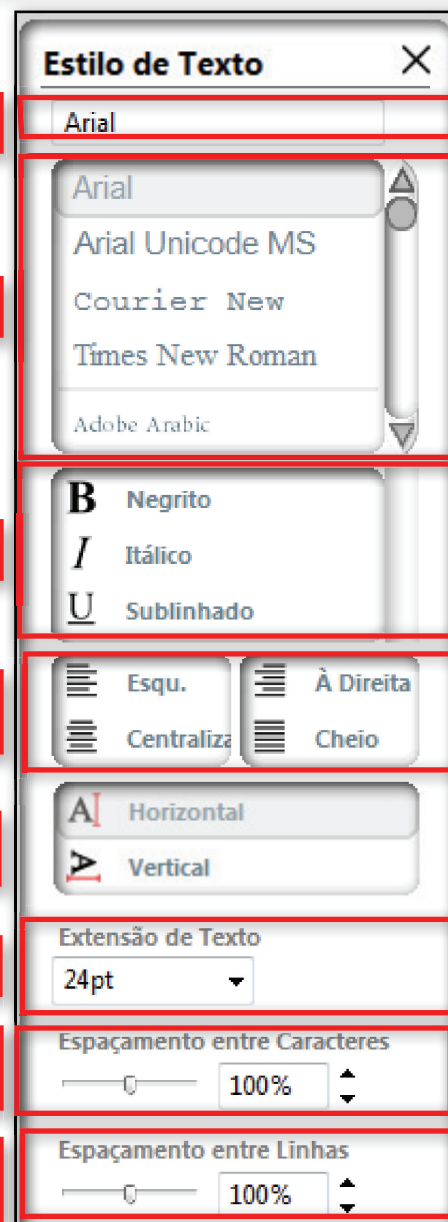 Estilo de Texto
Arial
Arial
Arial Unicode MS
Courier New
Times New Roman
Adobe Arabic
B Negrito
I Itálico
U Sublinhado
Esqu.
À Direita
Centraliza
Cheio
A Horizontal
A Vertical
Extensão de Texto
24pt
Espaçamento entre Caracteres
100%
Espaçamento entre Linhas
100%